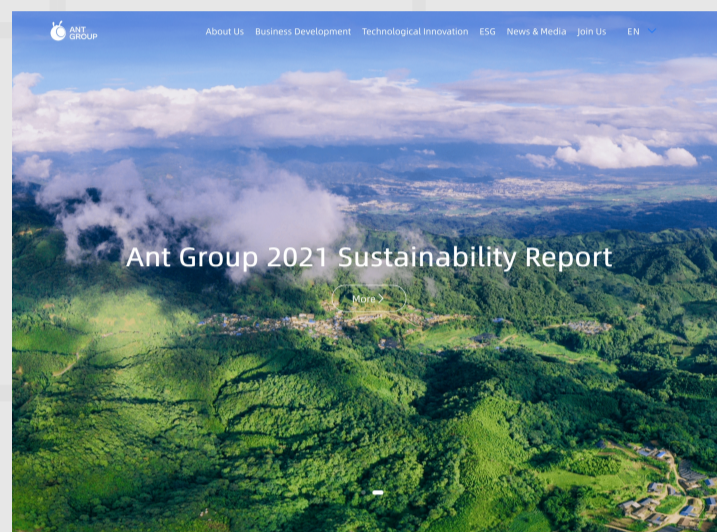 ANT
GROUP
About Us Business Development Technological Innovation ESG News & Media Join Us EN
Ant Group 2021 Sustainability Report
More